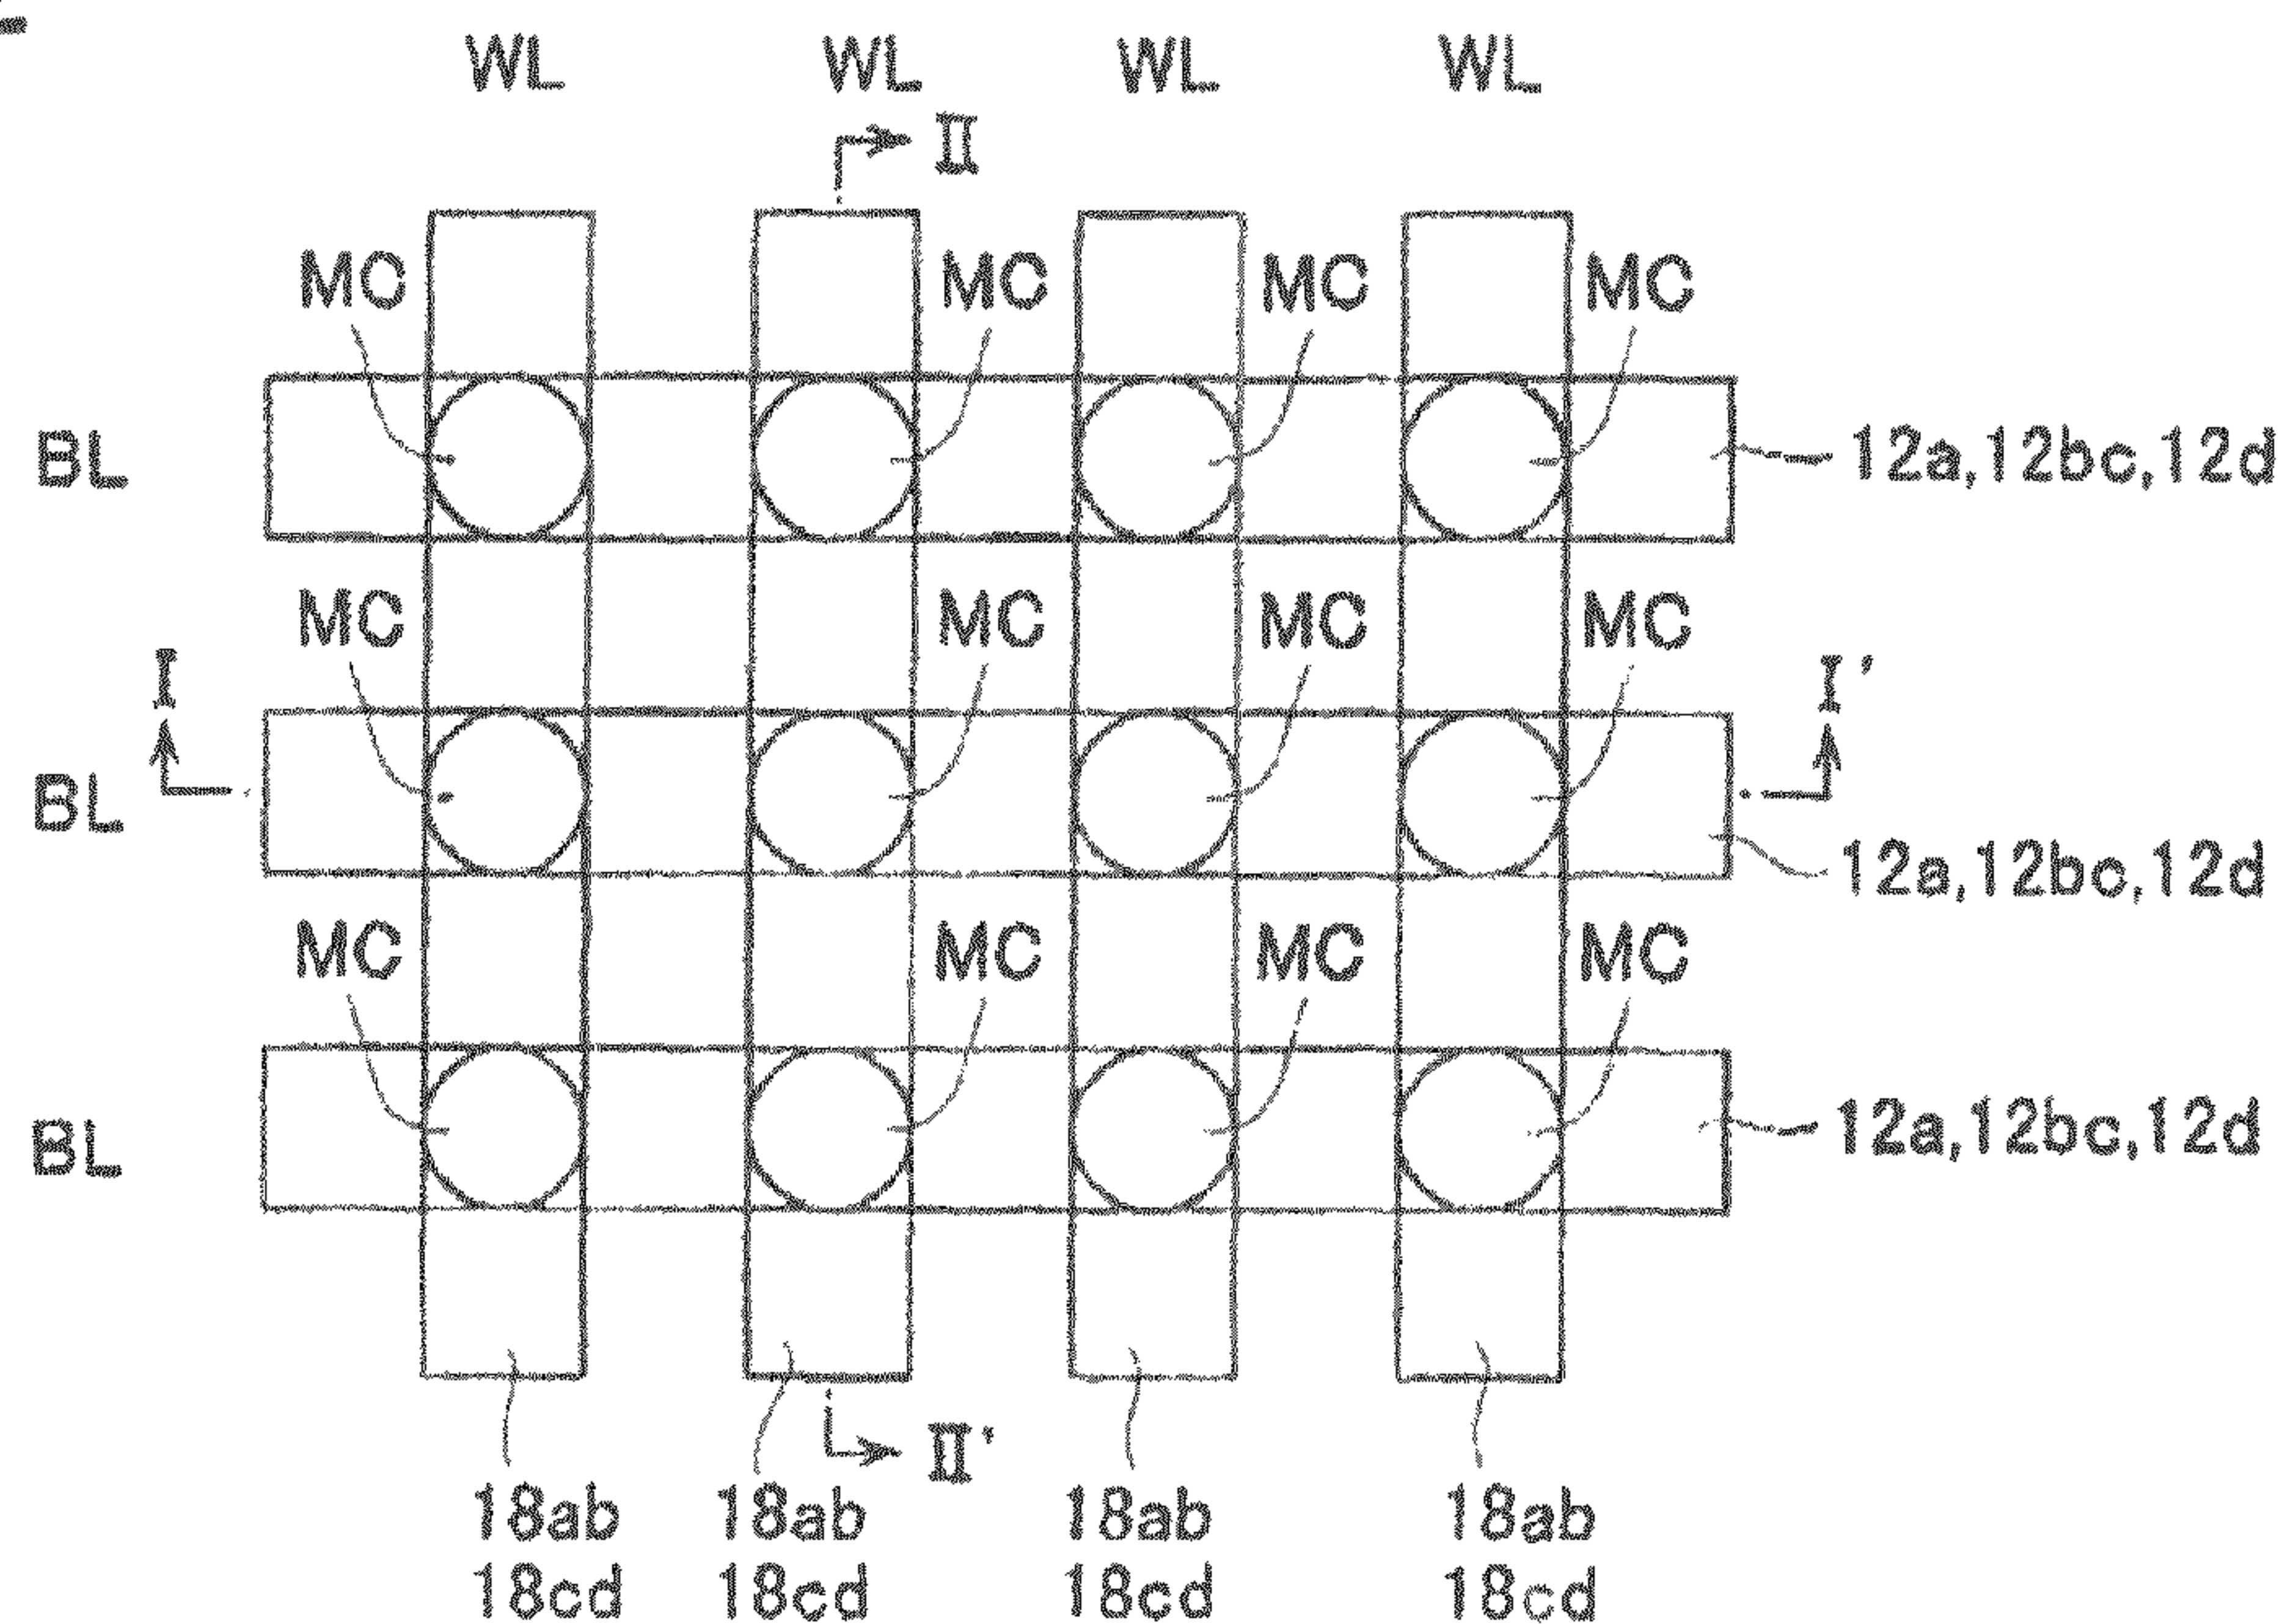 WL WL WL WL
II
MC MC MC MC
BL 12a,12bc,12d
MC MC MC MC
I I'
BL
12a,12bc,12d
MC MC MC MC
BL 12a,12bc,12d
II'
18ab 18ab 18ab 18ab
18cd 18cd 18cd 18cd